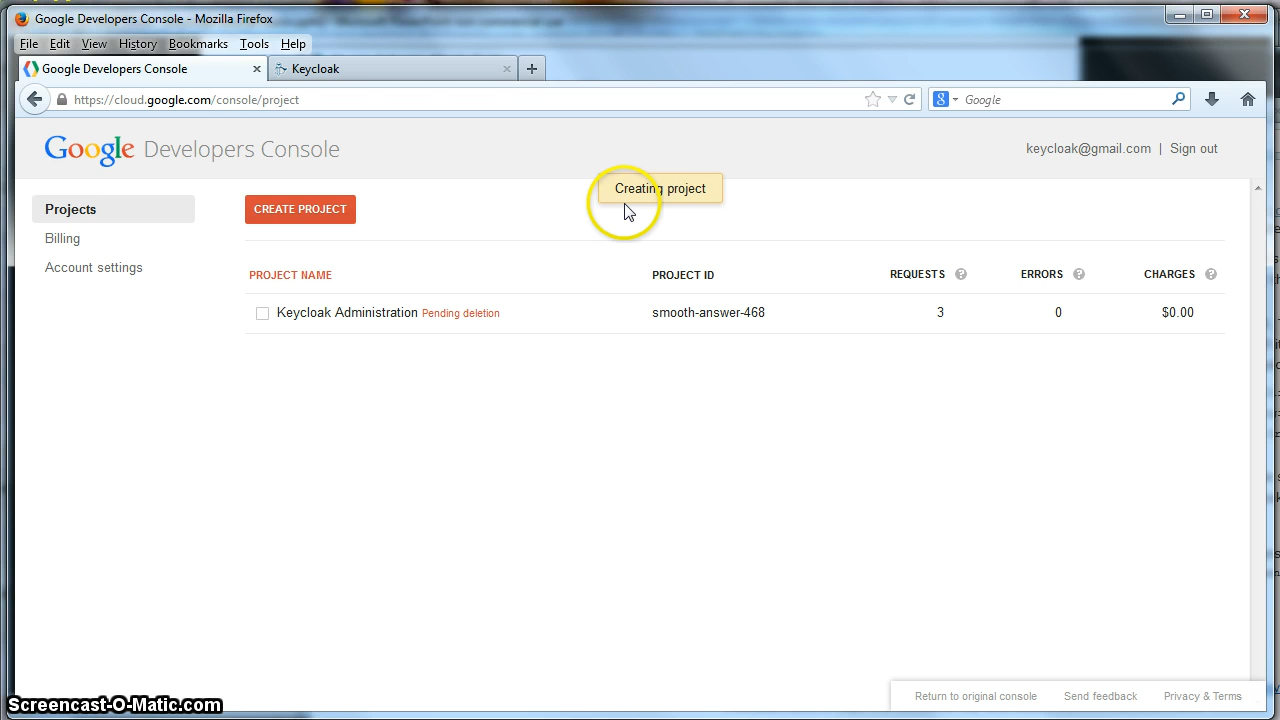 Google Developers Console - Mozilla Firefox
File Edit View History Bookmarks Tools Help
Google Developers Console Keycloak
https://cloud.google.com/console/project Google
Google Developers Console
keycloak@gmail.com | Sign out
Creating project
Projects
Billing
Account settings
CREATE PROJECT
PROJECT NAME PROJECT ID REQUESTS ? ERRORS ? CHARGES ?
Keycloak Administration Pending deletion smooth-answer-468 3 0 $0.00
Return to original console Send feedback Privacy & Terms
Screencast-O-Matic.com